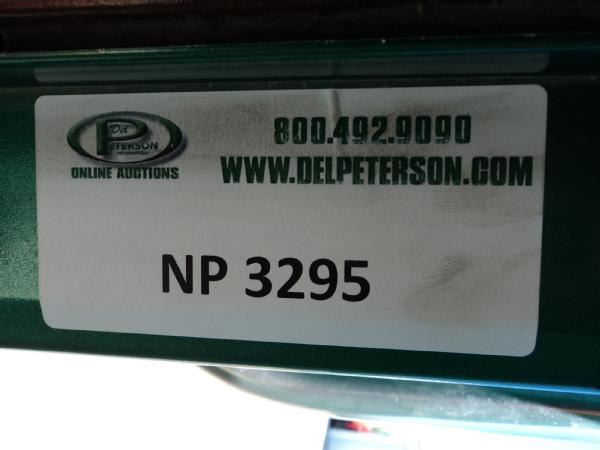 Del
PETERSON
ONLINE AUCTIONS
800.492.9090
WWW.DELPETERSON.COM
NP 3295